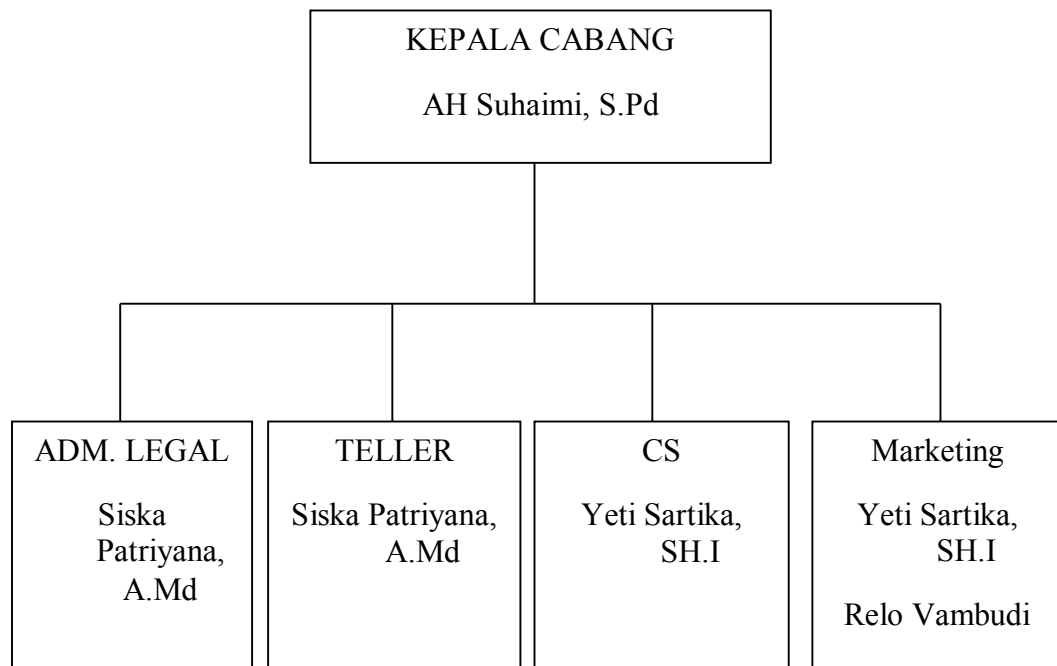 KEPALA CABANG
AH Suhaimi, S.Pd
ADM. LEGAL
Siska
Patriyana,
A.Md
TELLER
Siska Patriyana,
A.Md
CS
Yeti Sartika,
SH.I
Marketing
Yeti Sartika,
SH.I
Relo Vambudi